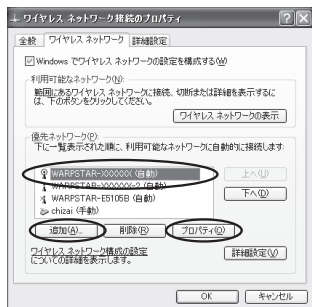 ワイヤレス ネットワーク接続のプロパティ
全般 ワイヤレス ネットワーク 詳細設定
Windows でワイヤレス ネットワークの設定を構成する(W)
利用可能なネットワーク(N):
範囲にあるワイヤレス ネットワークに接続、切断または詳細を表示するに
は、下のボタンをクリックしてください。
ワイヤレス ネットワークの表示
優先ネットワーク(P):
下に一覧表示された順に、利用可能なネットワークに自動的に接続します:
WARPSTAR-XXXXXX (自動)
WARPSTAR-XXXXXX-2 (自動)
WARPSTAR-E5105B (自動)
chizai (手動)
上へ(U)
下へ(D)
追加(A)... 削除(R) プロパティ(O)
ワイヤレス ネットワーク構成の設定
についての詳細を表示します。
詳細設定(V)
OK キャンセル